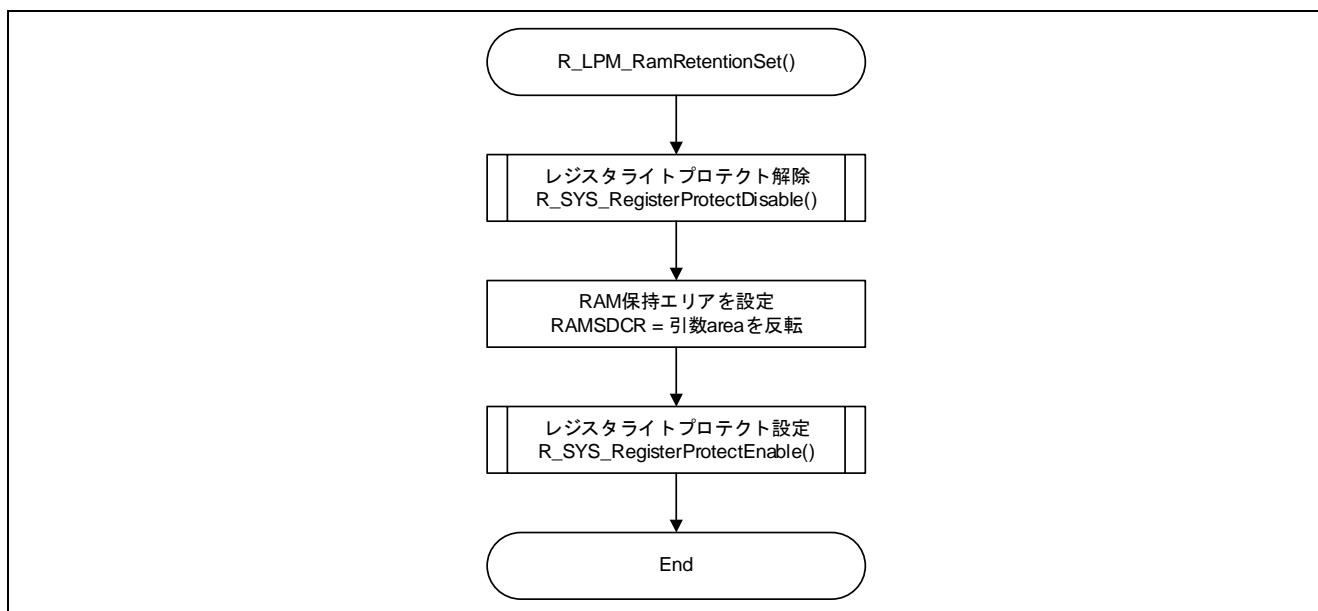 R_LPM_RamRetentionSet()
レジスタライトプロテクト解除
R_SYS_RegisterProtectDisable()
RAM保持エリアを設定
RAMSDCR = 引数areaを反転
レジスタライトプロテクト設定
R_SYS_RegisterProtectEnable()
End